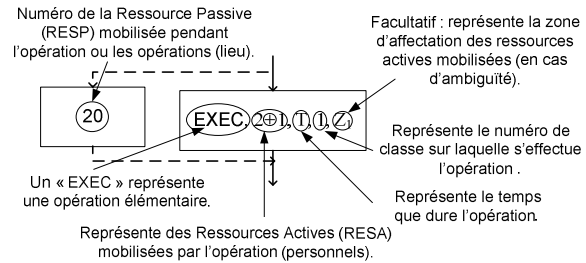 Numéro de la Ressource Passive
(RESP) mobilisée pendant
l'opération ou les opérations (lieu).
Facultatif : représente la zone
d'affectation des ressources
actives mobilisées (en cas
d'ambiguïté).
20
EXEC, 2⊕1, T, 1, Z₁
Représente le numéro de
classe sur laquelle s'effectue
l'opération .
Un « EXEC » représente
une opération élémentaire.
Représente le temps
que dure l'opération.
Représente des Ressources Actives (RESA)
mobilisées par l'opération (personnels).